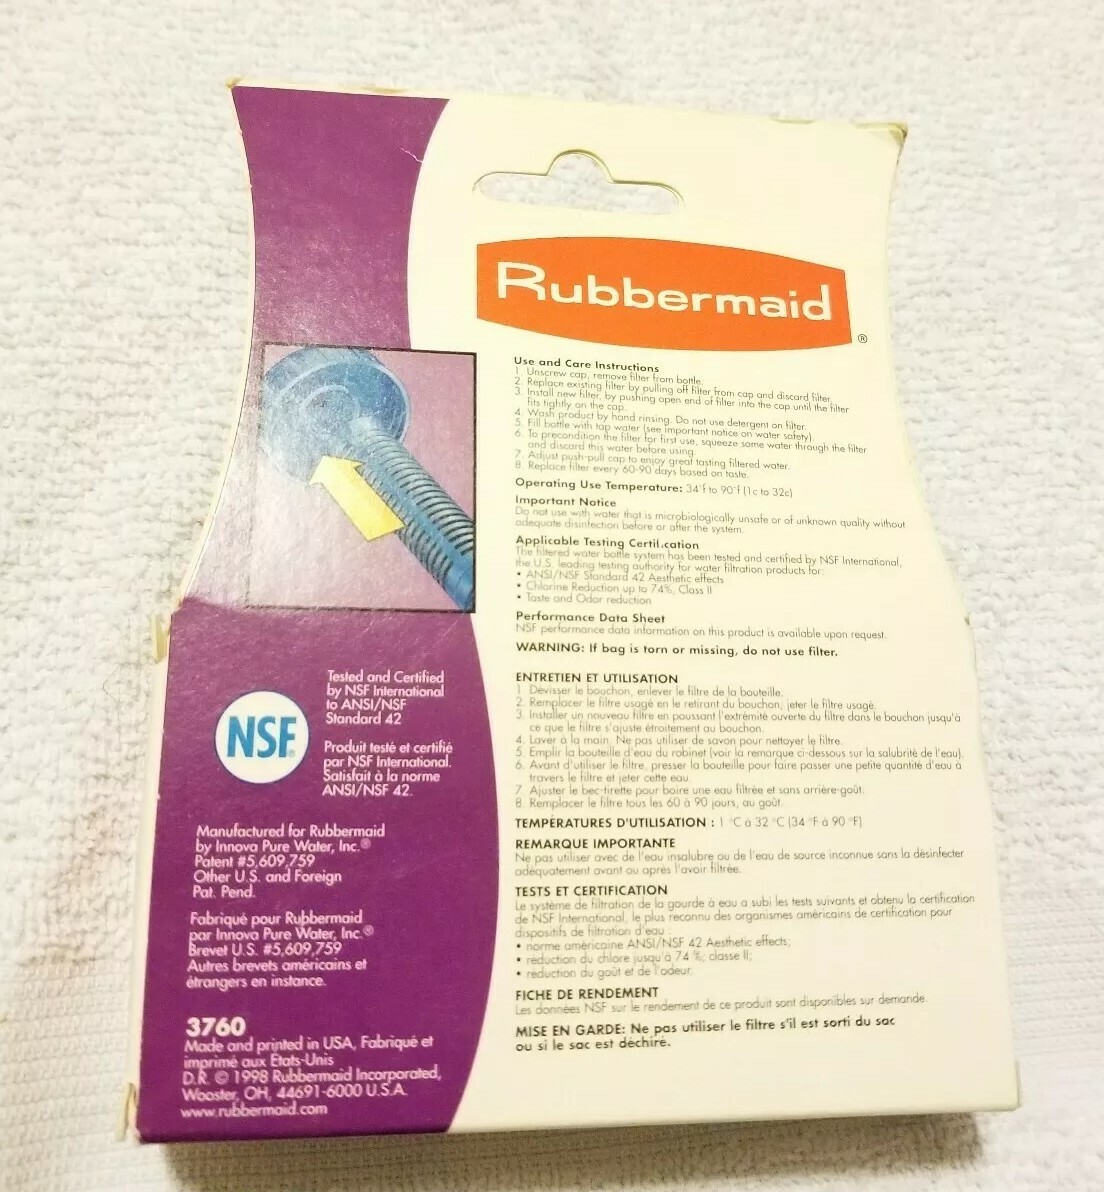 Rubbermaid
®
Use and Care Instructions
1. Unscrew cap, remove filter from bottle.
2. Replace existing filter by pulling off filter from cap and discard filter.
3. Install new filter, by pushing open end of filter into the cap until the filter
fits tightly on the cap.
4. Wash product by hand rinsing. Do not use detergent on filter.
5. Fill bottle with tap water (see important notice on water safety).
6. To precondition the filter for first use, squeeze some water through the filter
and discard this water before using.
7. Adjust push-pull cap to enjoy great tasting filtered water.
8. Replace filter every 60-90 days based on taste.
Operating Use Temperature: 34°f to 90°f (1c to 32c)
Important Notice
Do not use with water that is microbiologically unsafe or of unknown quality without
adequate disinfection before or after the system.
Applicable Testing Certification
The filtered water bottle system has been tested and certified by NSF International,
the U.S. leading testing authority for water filtration products for:
• ANSI/NSF Standard 42 Aesthetic effects
• Chlorine Reduction up to 74%, Class II
• Taste and Odor reduction
Performance Data Sheet
NSF performance data information on this product is available upon request.
WARNING: If bag is torn or missing, do not use filter.
ENTRETIEN ET UTILISATION
1 Dévisser le bouchon, enlever le filtre de la bouteille.
2. Remplacer le filtre usagé en le retirant du bouchon, jeter le filtre usagé.
3. Installer un nouveau filtre en poussant l'extrémité ouverte du filtre dans le bouchon jusqu'à
ce que le filtre s'ajuste étroitement au bouchon.
4. Laver à la main. Ne pas utiliser de savon pour nettoyer le filtre.
5. Emplir la bouteille d'eau du robinet (voir la remarque ci-dessous sur la salubrité de l'eau).
6. Avant d'utiliser le filtre, presser la bouteille pour faire passer une petite quantité d'eau à
travers le filtre et jeter cette eau.
7. Ajuster le bec-tirette pour boire une eau filtrée et sans arrière-goût.
8. Remplacer le filtre tous les 60 à 90 jours, au goût.
TEMPÉRATURES D'UTILISATION : 1 °C à 32 °C (34 °F à 90 °F)
REMARQUE IMPORTANTE
Ne pas utiliser avec de l'eau insalubre ou de l'eau de source inconnue sans la désinfecter
adéquatement avant ou après l'avoir filtrée.
TESTS ET CERTIFICATION
Le système de filtration de la gourde à eau a subi les tests suivants et obtenu la certification
de NSF International, le plus reconnu des organismes américains de certification pour
dispositifs de filtration d'eau :
• norme américaine ANSI/NSF 42 Aesthetic effects;
• réduction du chlore jusqu'à 74 %; classe II;
• réduction du goût et de l'odeur.
FICHE DE RENDEMENT
Les données NSF sur le rendement de ce produit sont disponibles sur demande.
MISE EN GARDE: Ne pas utiliser le filtre s'il est sorti du sac
ou si le sac est déchiré.
NSF®
Tested and Certified
by NSF International
to ANSI/NSF
Standard 42
Produit testé et certifié
par NSF International.
Satisfait à la norme
ANSI/NSF 42.
Manufactured for Rubbermaid
by Innova Pure Water, Inc.®
Patent #5,609,759
Other U.S. and Foreign
Pat. Pend.
Fabriqué pour Rubbermaid
par Innova Pure Water, Inc.®
Brevet U.S. #5,609,759
Autres brevets américains et
étrangers en instance.
3760
Made and printed in USA, Fabriqué et
imprimé aux États-Unis
D.R. © 1998 Rubbermaid Incorporated,
Wooster, OH, 44691-6000 U.S.A.
www.rubbermaid.com